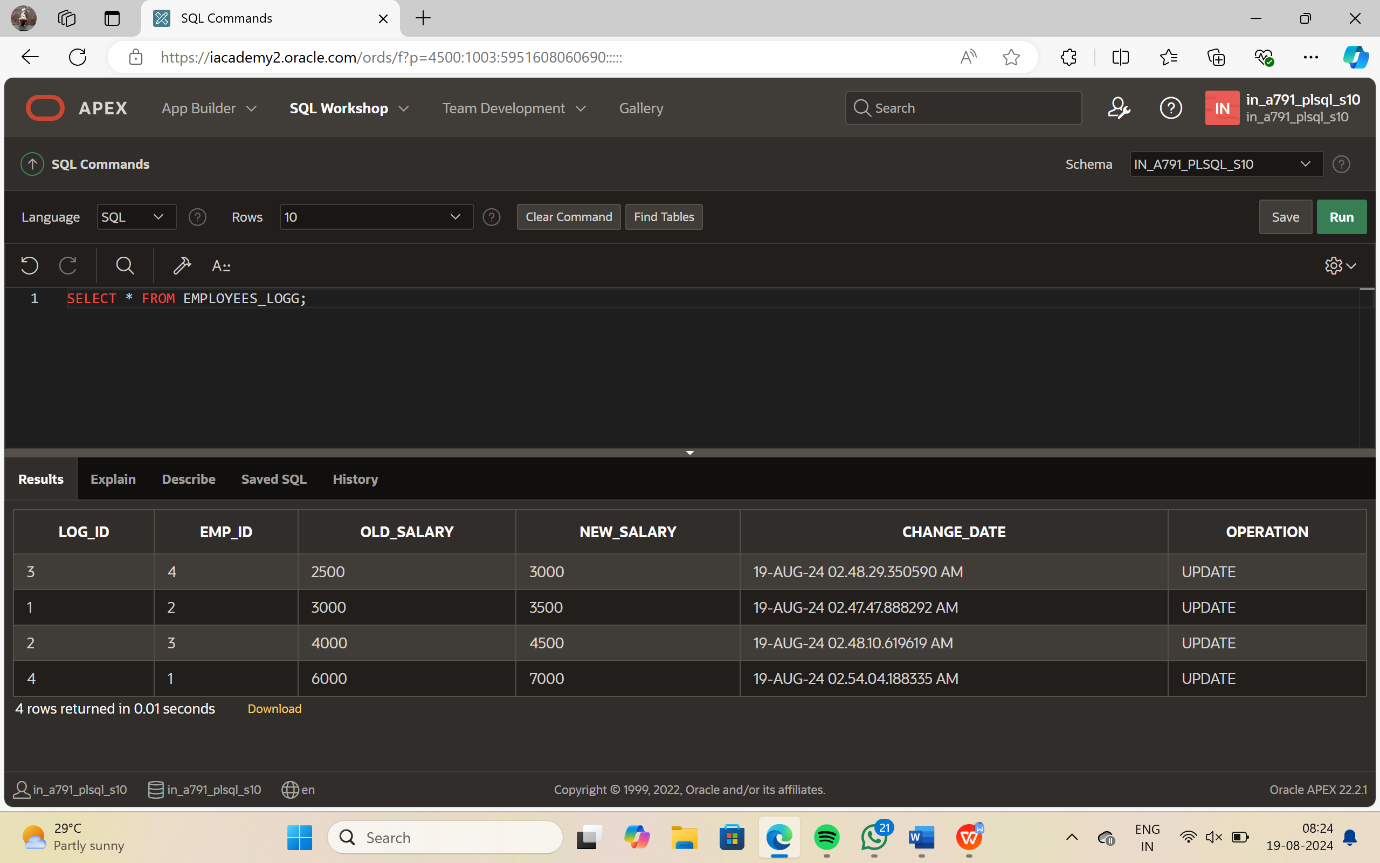 SQL Commands
https://iacademy2.oracle.com/ords/f?p=4500:1003:5951608060690:::::
APEX App Builder SQL Workshop Team Development Gallery Search IN in_a791_plsql_s10
in_a791_plsql_s10
SQL Commands Schema IN_A791_PLSQL_S10
Language SQL Rows 10 Clear Command Find Tables Save Run
1 SELECT * FROM EMPLOYEES_LOGG;
Results Explain Describe Saved SQL History
LOG_ID EMP_ID OLD_SALARY NEW_SALARY CHANGE_DATE OPERATION
3 4 2500 3000 19-AUG-24 02.48.29.350590 AM UPDATE
1 2 3000 3500 19-AUG-24 02.47.47.888292 AM UPDATE
2 3 4000 4500 19-AUG-24 02.48.10.619619 AM UPDATE
4 1 6000 7000 19-AUG-24 02.54.04.188335 AM UPDATE
4 rows returned in 0.01 seconds Download
in_a791_plsql_s10 in_a791_plsql_s10 en Copyright © 1999, 2022, Oracle and/or its affiliates. Oracle APEX 22.2.1
29°C
Partly sunny
Search
21
ENG
IN
08:24
19-08-2024